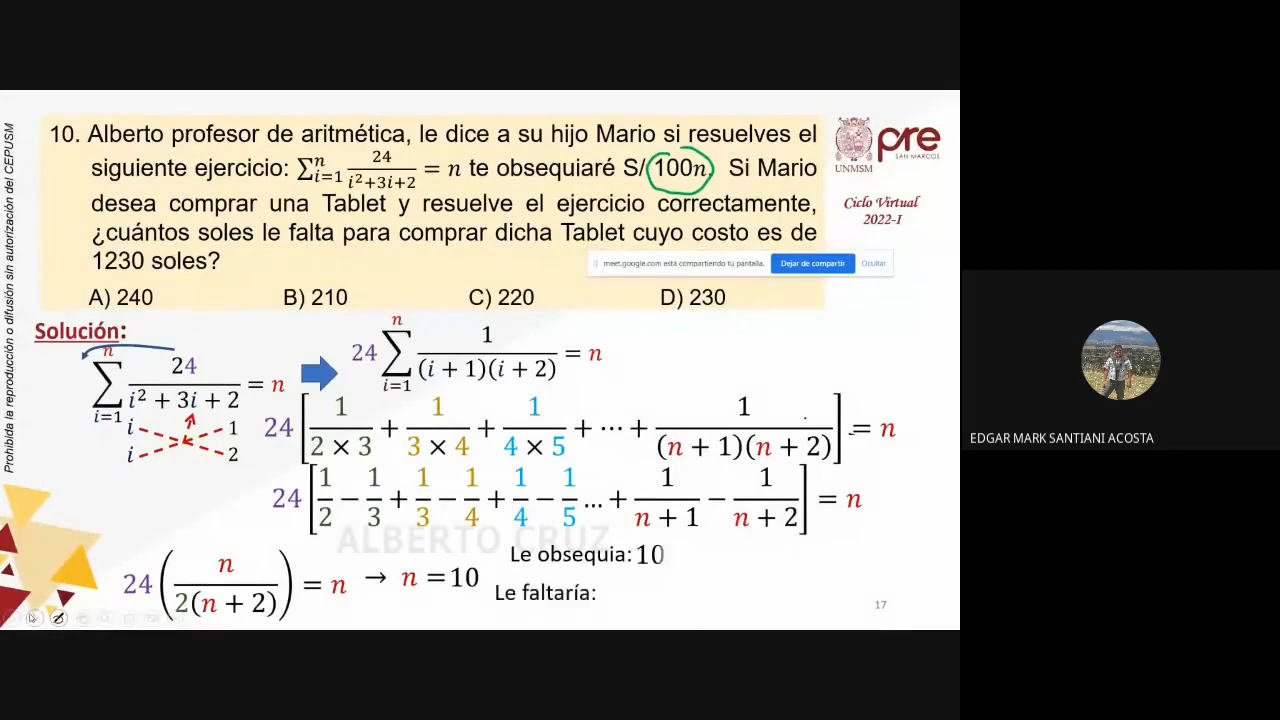 Prohibida la reproducción o difusión sin autorización del CEPUSM
10. Alberto profesor de aritmética, le dice a su hijo Mario si resuelves el
siguiente ejercicio: ∑ⁿᵢ₌₁ 24/(i²+3i+2) = n te obsequiaré S/ 100n. Si Mario
desea comprar una Tablet y resuelve el ejercicio correctamente,
¿cuántos soles le falta para comprar dicha Tablet cuyo costo es de
1230 soles?
A) 240 B) 210 C) 220 D) 230
UNMSM
pre
SAN MARCOS
Ciclo Virtual
2022-I
meet.google.com está compartiendo tu pantalla. Dejar de compartir Ocultar
Solución:
∑ⁿᵢ₌₁ 24/(i² + 3i + 2) = n
i 1
i 2
24 ∑ⁿᵢ₌₁ 1/((i + 1)(i + 2)) = n
24 [1/(2 × 3) + 1/(3 × 4) + 1/(4 × 5) + ⋯ + 1/((n + 1)(n + 2))] = n
24 [1/2 − 1/3 + 1/3 − 1/4 + 1/4 − 1/5 … + 1/(n + 1) − 1/(n + 2)] = n
ALBERTO CRUZ
24 (n/(2(n + 2))) = n → n = 10
Le obsequia: 10
Le faltaría:
17
EDGAR MARK SANTIANI ACOSTA